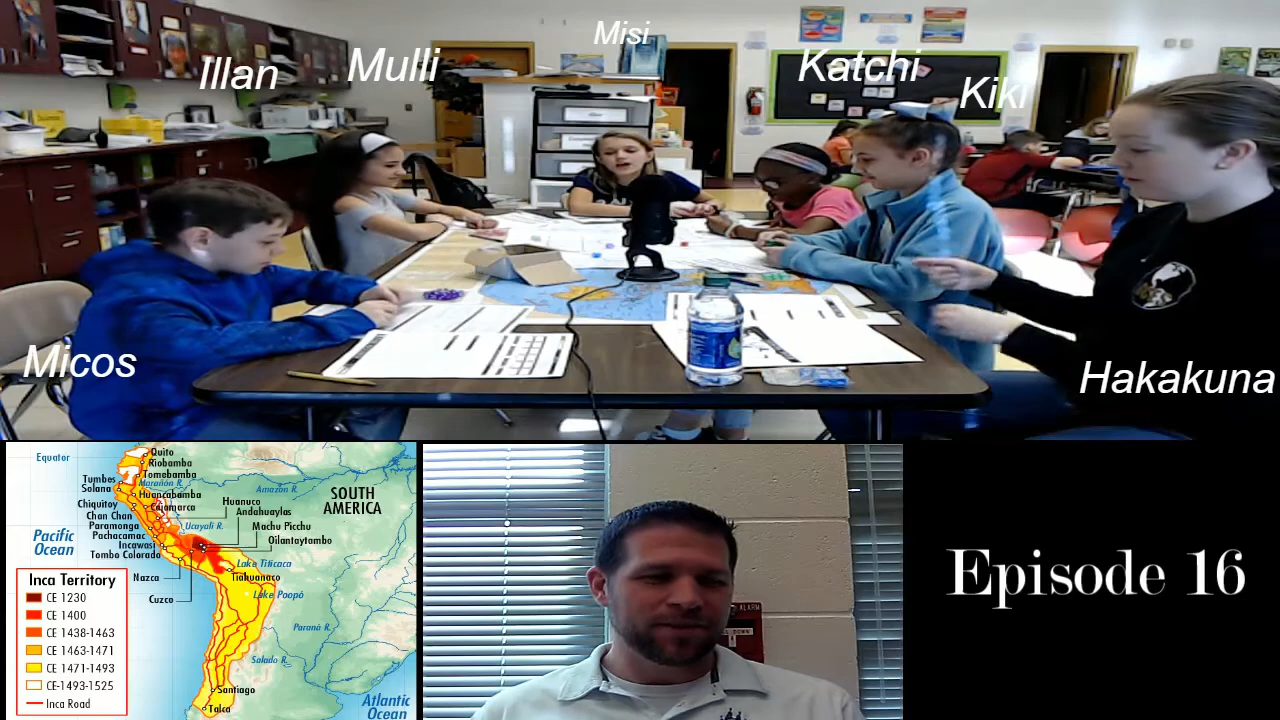 Misi
Illan
Mulli
Katchi
Kiki
Micos
Hakakuna
Equator
Quito
Riobamba
Tomebamba
Tumbes
Solana
Marañón R.
Huancabamba
Amazon R.
SOUTH
AMERICA
Chiquitoy
Cajamarca
Huanuco
Chan Chan
Andahuaylas
Paramonga
Ucayali R.
Machu Picchu
Pacific
Ocean
Pachacamac
Ollantaytambo
Incawasi
Tombo Colorado
Lake Titicaca
Nazca
Tiahuanaco
Cuzco
Lake Paopó
Inca Territory
CE 1230
CE 1400
CE 1438-1463
CE 1463-1471
CE 1471-1493
CE-1493-1525
Inca Road
Paraná R.
Salado R.
Santiago
Talca
Atlantic
Ocean
ALARM
DOWN
Episode 16